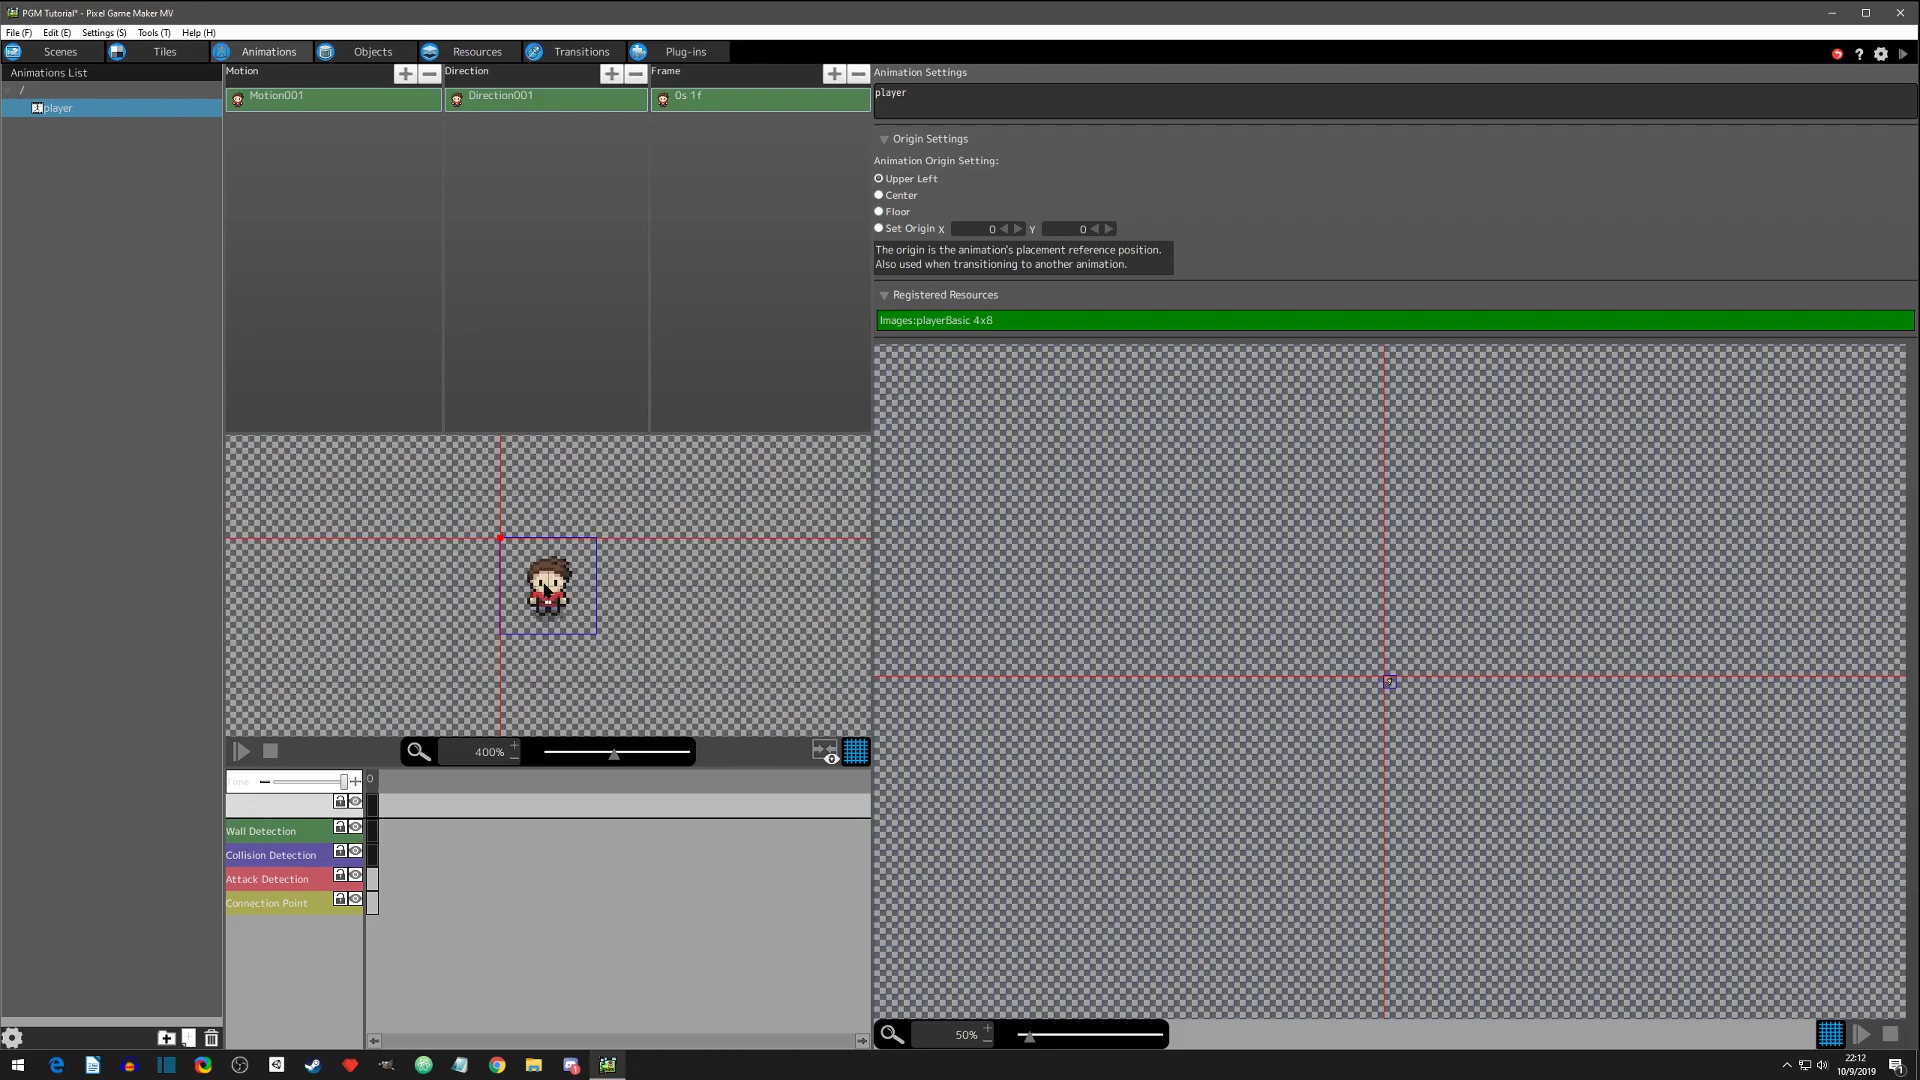 PGM Tutorial* - Pixel Game Maker MV
File (F) Edit (E) Settings (S) Tools (T) Help (H)
Scenes Tiles Animations Objects Resources Transitions Plug-ins
Animations List
/
player
Motion Direction Frame
Motion001 Direction001 0s 1f
Animation Settings
player
Origin Settings
Animation Origin Setting:
Upper Left
Center
Floor
Set Origin X 0 Y 0
The origin is the animation's placement reference position.
Also used when transitioning to another animation.
Registered Resources
Images:playerBasic 4x8
400%
Time 0
Wall Detection
Collision Detection
Attack Detection
Connection Point
50%
22:12
10/9/2019